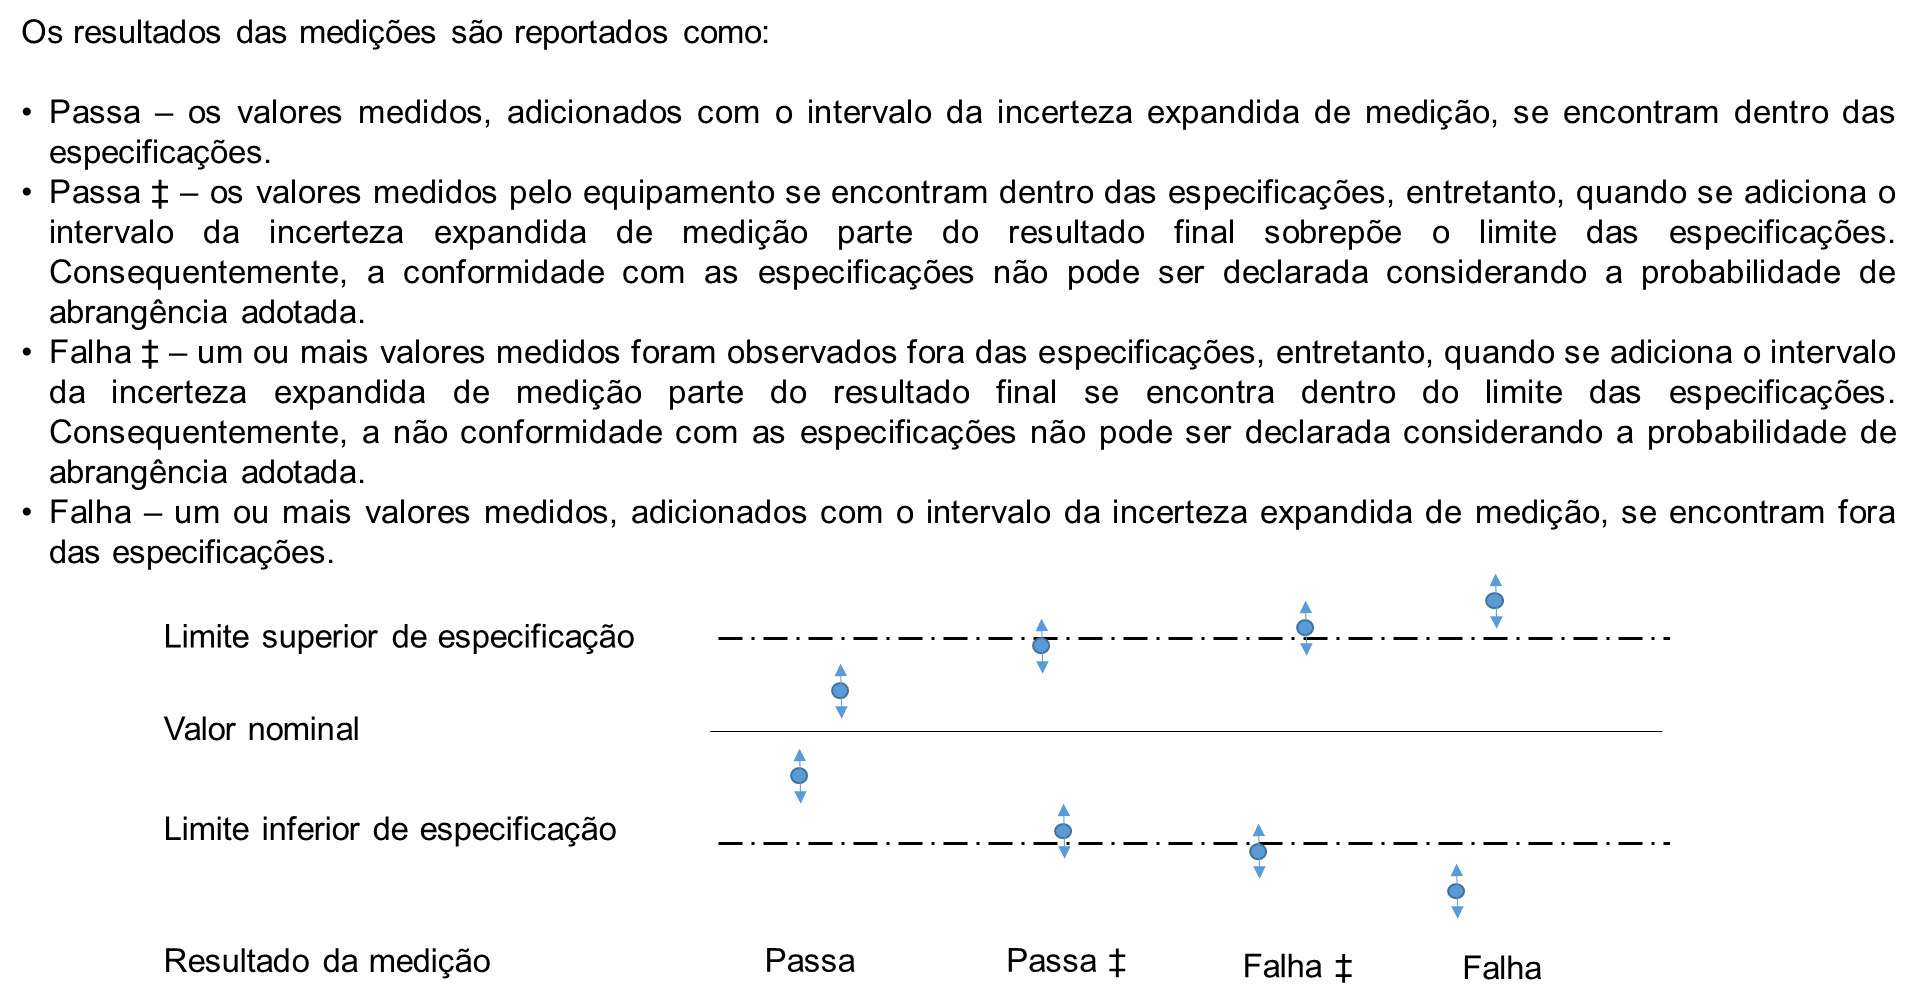 Os resultados das medições são reportados como:
• Passa – os valores medidos, adicionados com o intervalo da incerteza expandida de medição, se encontram dentro das
especificações.
• Passa ‡ – os valores medidos pelo equipamento se encontram dentro das especificações, entretanto, quando se adiciona o
intervalo da incerteza expandida de medição parte do resultado final sobrepõe o limite das especificações.
Consequentemente, a conformidade com as especificações não pode ser declarada considerando a probabilidade de
abrangência adotada.
• Falha ‡ – um ou mais valores medidos foram observados fora das especificações, entretanto, quando se adiciona o intervalo
da incerteza expandida de medição parte do resultado final se encontra dentro do limite das especificações.
Consequentemente, a não conformidade com as especificações não pode ser declarada considerando a probabilidade de
abrangência adotada.
• Falha – um ou mais valores medidos, adicionados com o intervalo da incerteza expandida de medição, se encontram fora
das especificações.
Limite superior de especificação
Valor nominal
Limite inferior de especificação
Resultado da medição Passa Passa ‡ Falha ‡ Falha